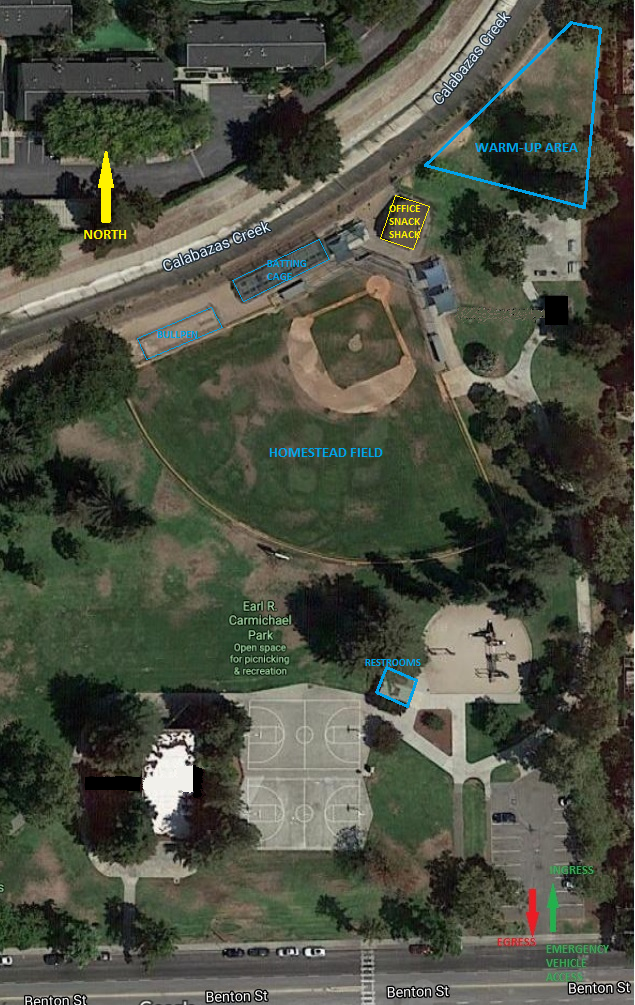 Calabazas Creek
WARM-UP AREA
OFFICE
SNACK
SHACK
NORTH
Calabazas Creek
BATTING
CAGE
BULLPEN
HOMESTEAD FIELD
Earl R.
Carmichael
Park
Open space
for picnicking
& recreation
RESTROOMS
INGRESS
EGRESS
EMERGENCY
VEHICLE
ACCESS
Benton St
Benton St
Benton St
Benton St